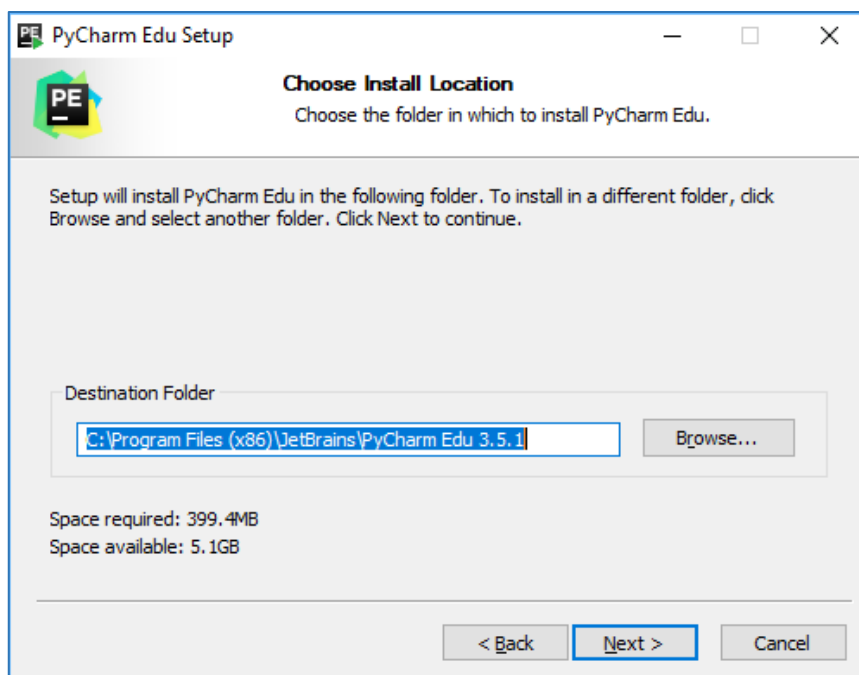 PE PyCharm Edu Setup
PE
Choose Install Location
Choose the folder in which to install PyCharm Edu.
Setup will install PyCharm Edu in the following folder. To install in a different folder, click
Browse and select another folder. Click Next to continue.
Destination Folder
C:\Program Files (x86)\JetBrains\PyCharm Edu 3.5.1
Browse...
Space required: 399.4MB
Space available: 5.1GB
< Back
Next >
Cancel